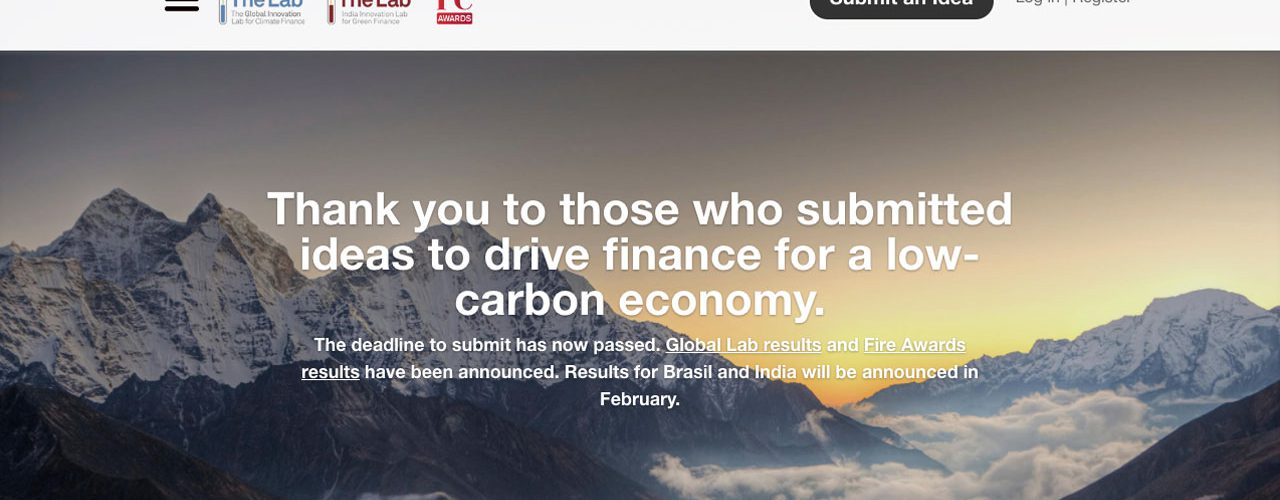 The Lab
The Global Innovation
Lab for Climate Finance
The Lab
India Innovation Lab
for Green Finance
AWARDS
Submit an Idea
Log in | Register
Thank you to those who submitted
ideas to drive finance for a low-
carbon economy.
The deadline to submit has now passed. Global Lab results and Fire Awards
results have been announced. Results for Brasil and India will be announced in
February.